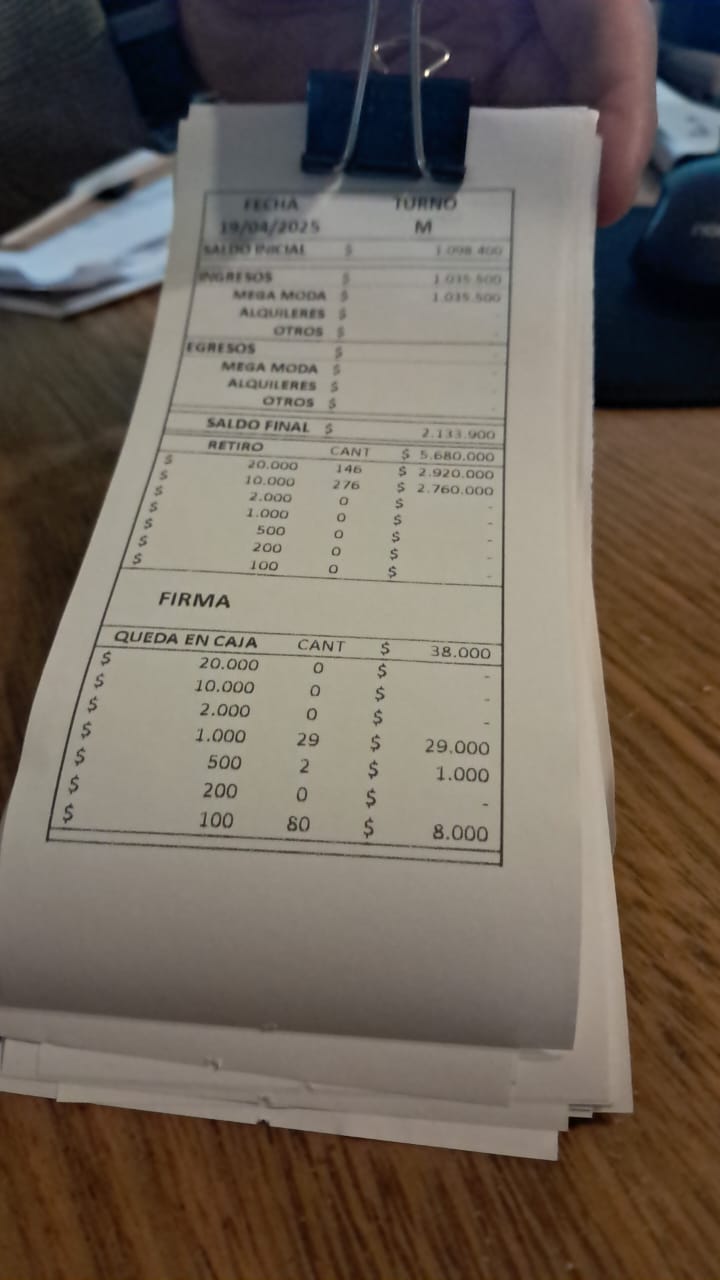 FECHA TURNO
19/04/2025 M
SALDO INICIAL $ 1.098.400
INGRESOS $ 1.035.500
MEGA MODA $ 1.035.500
ALQUILERES $ -
OTROS $ -
EGRESOS $ -
MEGA MODA $ -
ALQUILERES $ -
OTROS $ -
SALDO FINAL $ 2.133.900
RETIRO CANT $ 5.680.000
$ 20.000 146 $ 2.920.000
$ 10.000 276 $ 2.760.000
$ 2.000 0 $ -
$ 1.000 0 $ -
$ 500 0 $ -
$ 200 0 $ -
$ 100 0 $ -
FIRMA
QUEDA EN CAJA CANT $ 38.000
$ 20.000 0 $ -
$ 10.000 0 $ -
$ 2.000 0 $ -
$ 1.000 29 $ 29.000
$ 500 2 $ 1.000
$ 200 0 $ -
$ 100 80 $ 8.000